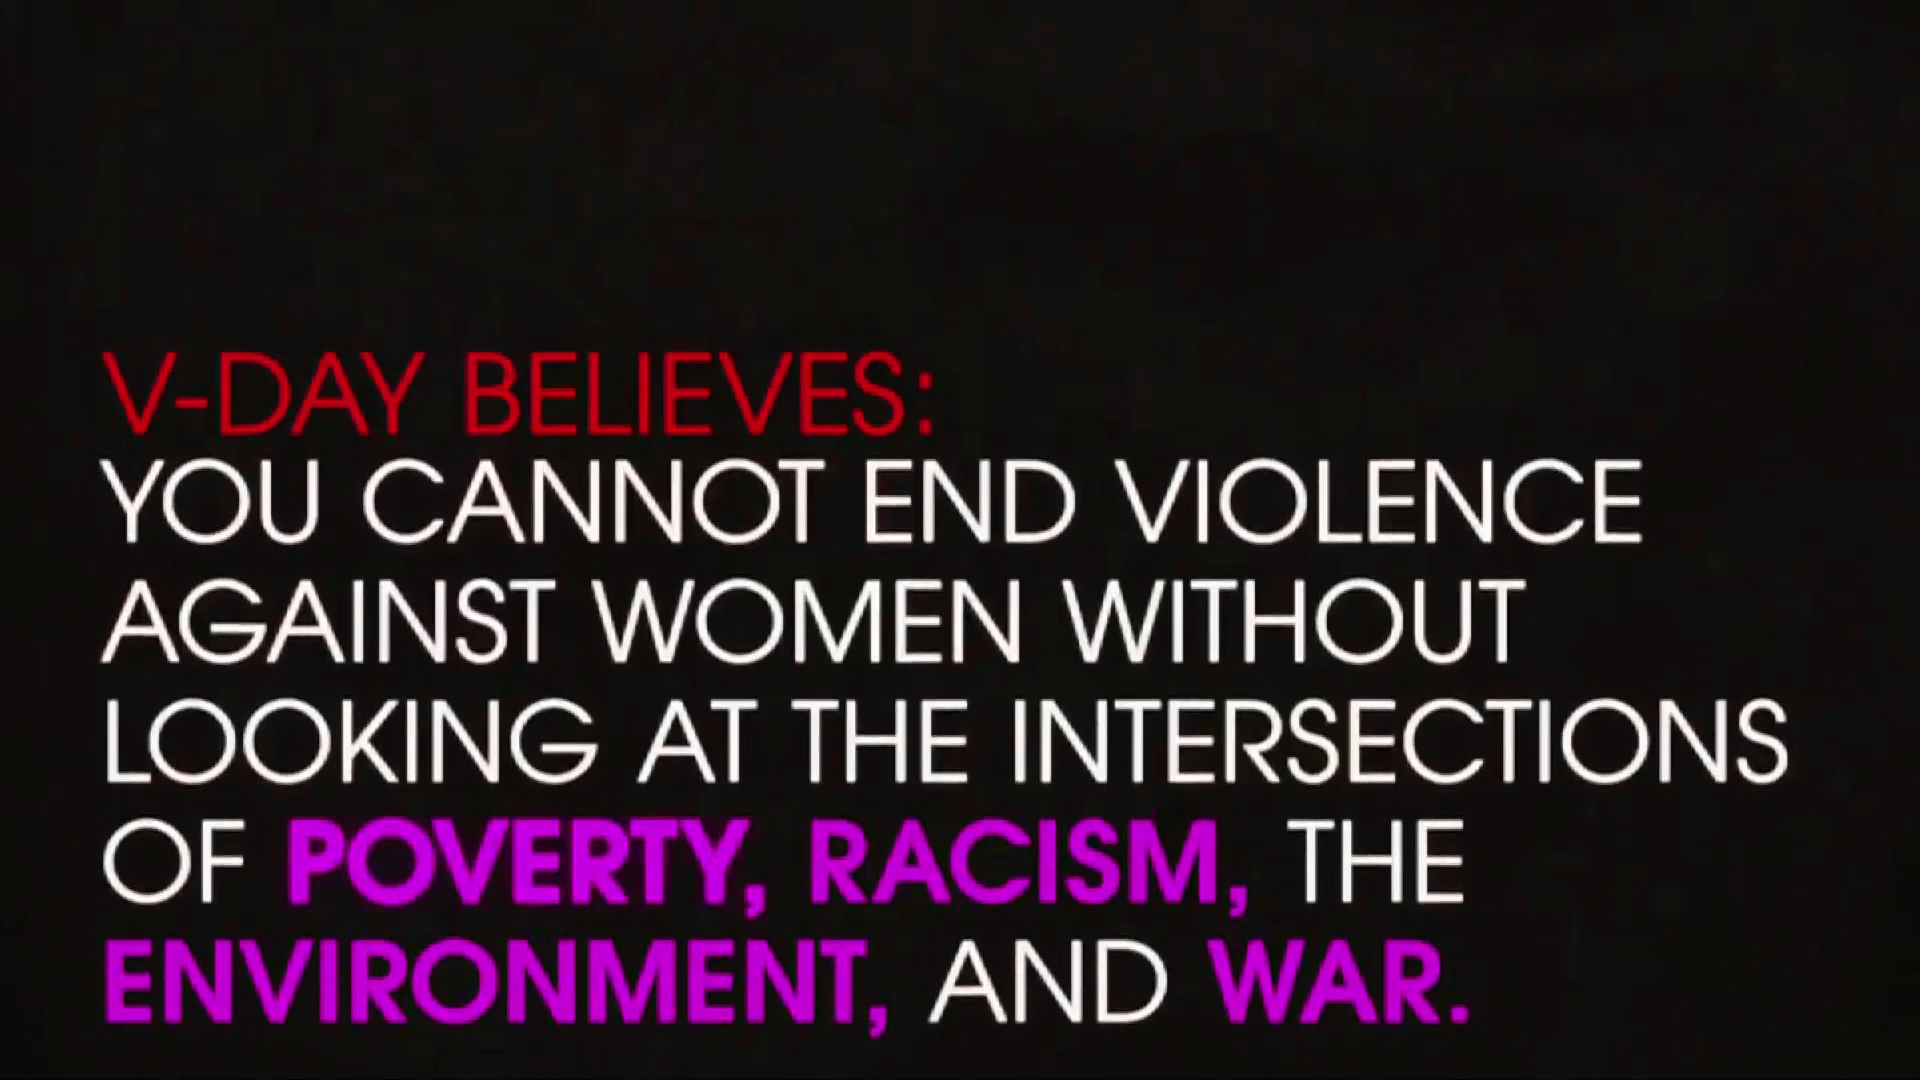 V-DAY BELIEVES:
YOU CANNOT END VIOLENCE
AGAINST WOMEN WITHOUT
LOOKING AT THE INTERSECTIONS
OF POVERTY, RACISM, THE
ENVIRONMENT, AND WAR.